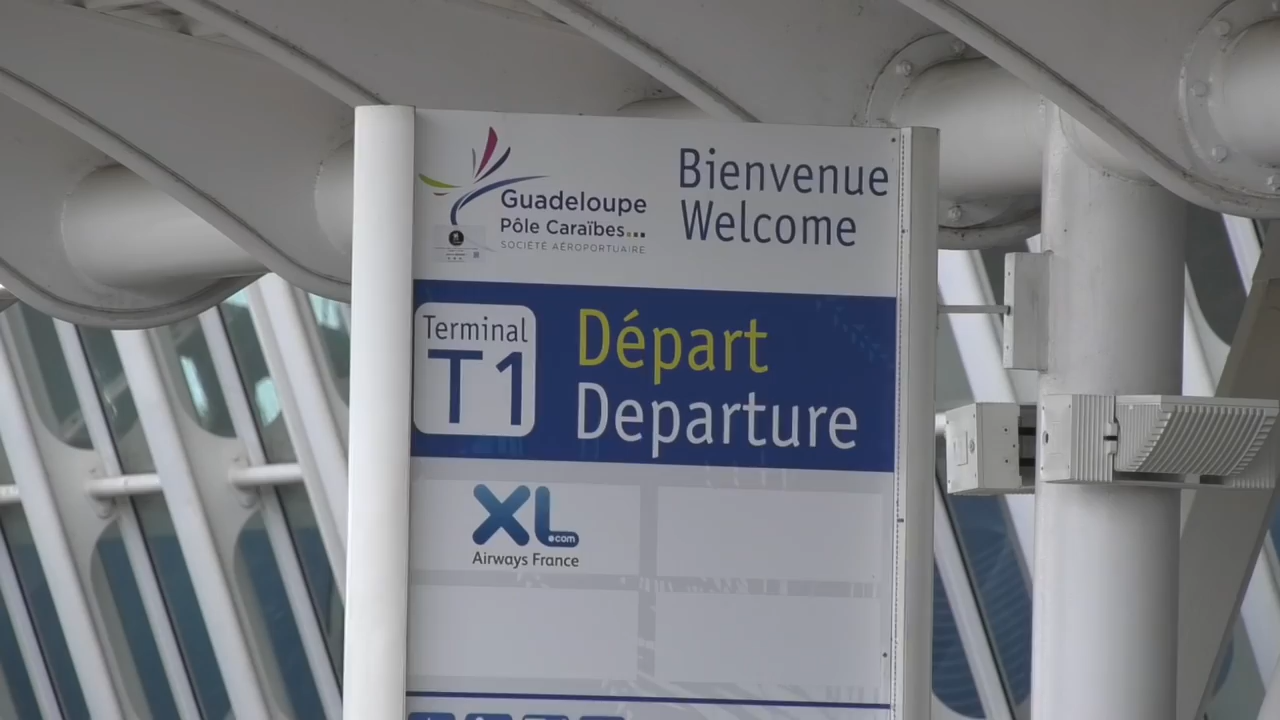 Guadeloupe
Pôle Caraïbes...
SOCIÉTÉ AÉROPORTUAIRE
Bienvenue
Welcome
Terminal
T1
Départ
Departure
XL.com
Airways France